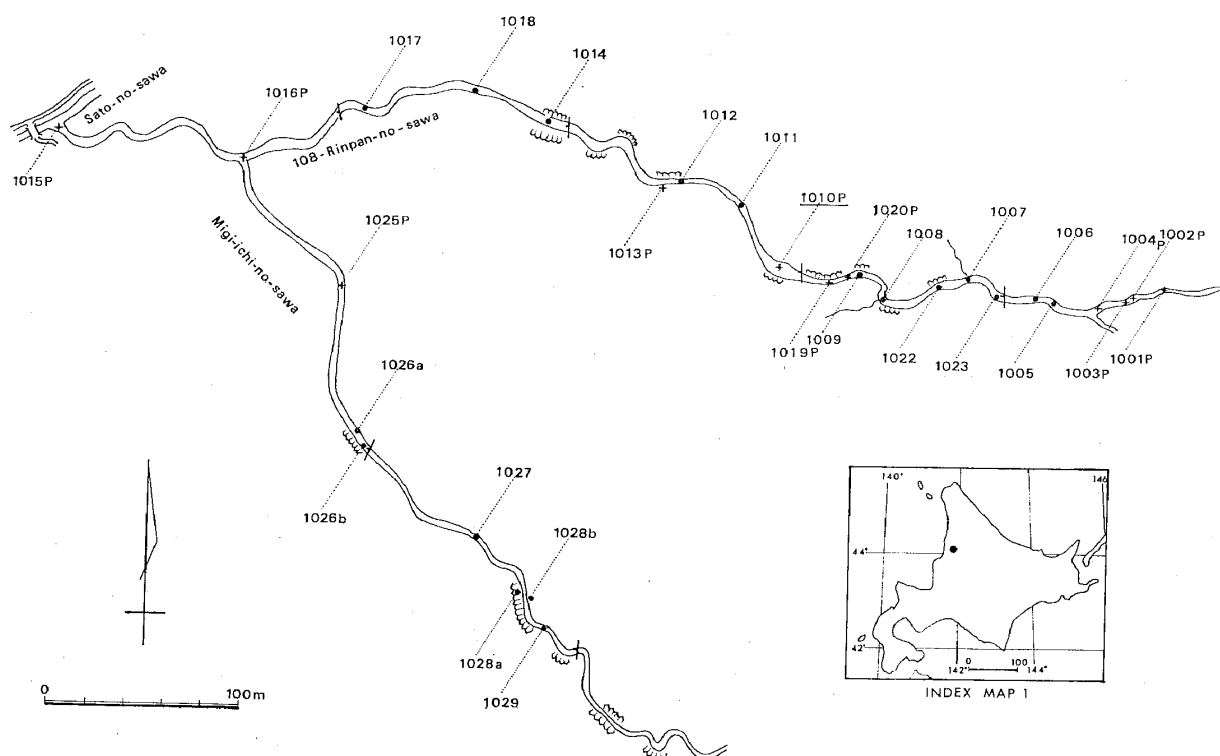 1018
1017
1014
Sato-no-sawa
1016P
1012
108-Rinpan-no-sawa
1011
1015P
1010P
1020P
1007
1025P
1013P
1008
1006
1004P
1002P
Migi-ichi-no-sawa
1009
1019P
1022
1023
1005
1003P
1001P
1026a
1027
1026b
1028b
1028a
1029
0 100m
140°
146
44°
42°
142°
0 100
144°
INDEX MAP 1